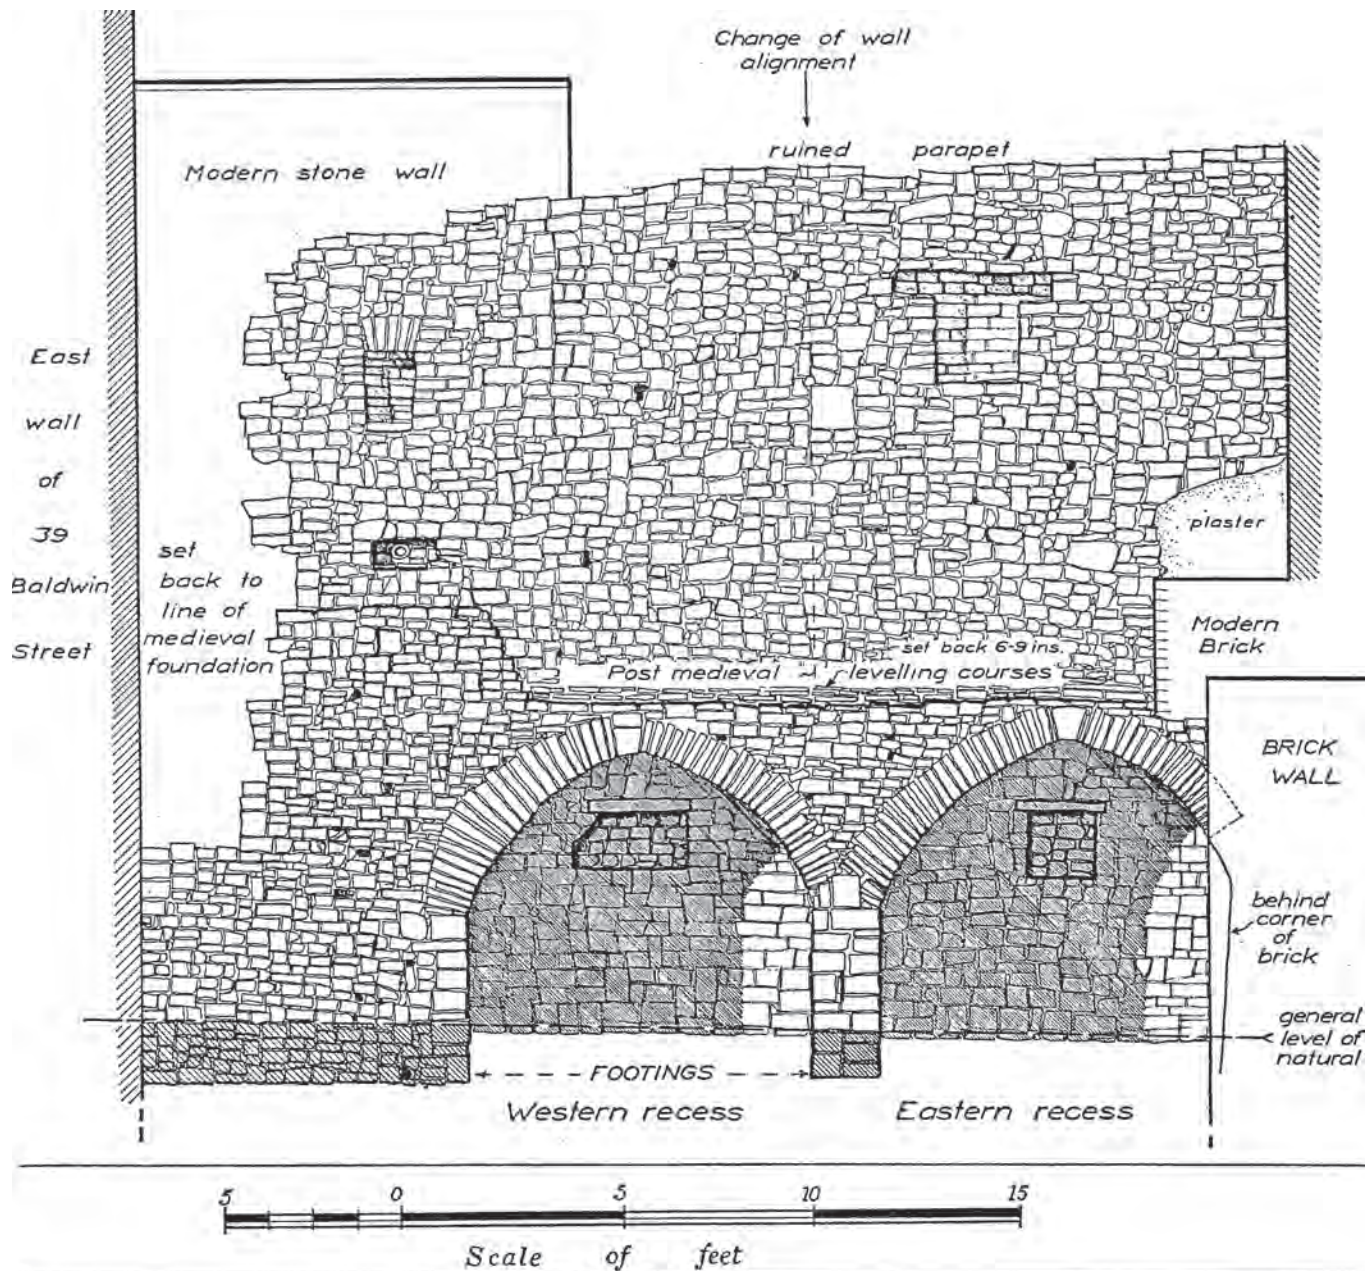 Change of wall
alignment
ruined parapet
Modern stone wall
East
wall
of
39
Baldwin
Street
set
back to
line of
medieval
foundation
plaster
Modern
Brick
set back 6-9 ins.
Post medieval levelling courses
BRICK
WALL
behind
corner
of
brick
general
level of
natural
FOOTINGS
Western recess
Eastern recess
5 0 5 10 15
Scale of feet